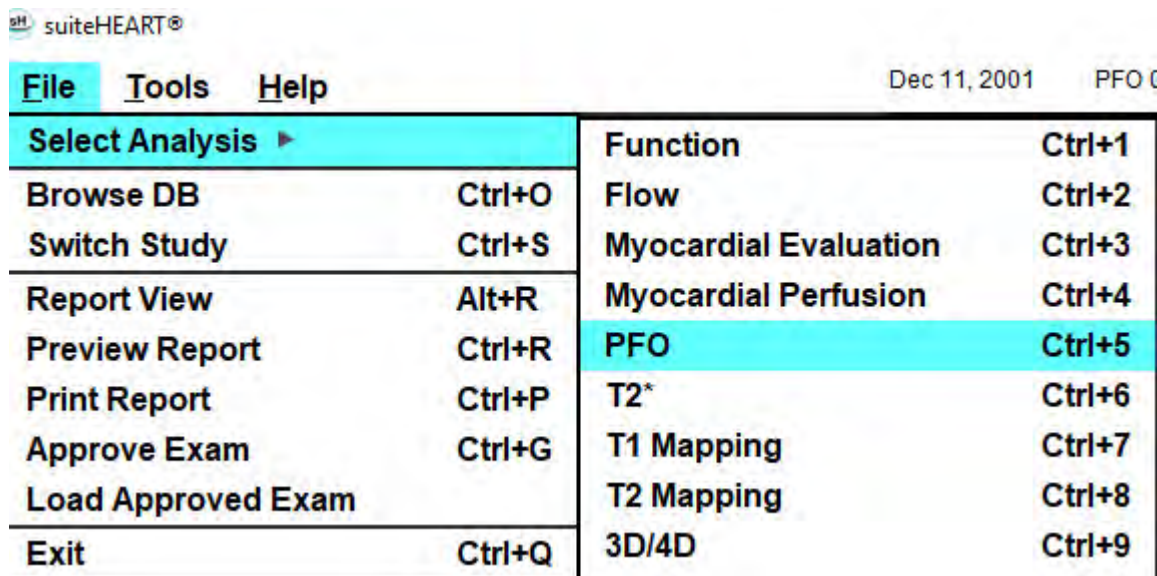 suiteHEART®
File Tools Help
Dec 11, 2001 PFO
Select Analysis ▶
Browse DB Ctrl+O
Switch Study Ctrl+S
Report View Alt+R
Preview Report Ctrl+R
Print Report Ctrl+P
Approve Exam Ctrl+G
Load Approved Exam
Exit Ctrl+Q
Function Ctrl+1
Flow Ctrl+2
Myocardial Evaluation Ctrl+3
Myocardial Perfusion Ctrl+4
PFO Ctrl+5
T2* Ctrl+6
T1 Mapping Ctrl+7
T2 Mapping Ctrl+8
3D/4D Ctrl+9